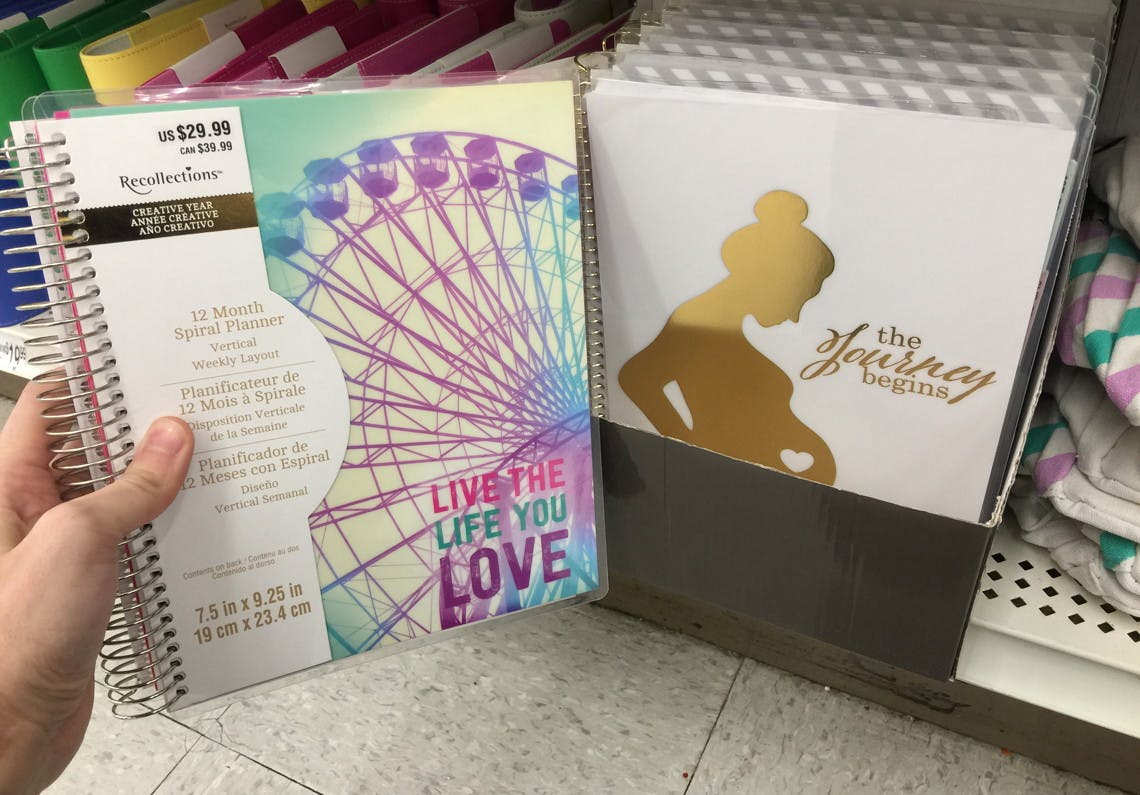 US $29.99
CAN $39.99
Recollections™
CREATIVE YEAR
ANNÉE CRÉATIVE
AÑO CREATIVO
12 Month
Spiral Planner
Vertical
Weekly Layout
Planificateur de
12 Mois à Spirale
Disposition Verticale
de la Semaine
Planificador de
12 Meses con Espiral
Diseño
Vertical Semanal
Contents on back / Contenu au dos
Contenido al dorso
7.5 in x 9.25 in
19 cm x 23.4 cm
LIVE THE
LIFE YOU
LOVE
the
Journey
begins